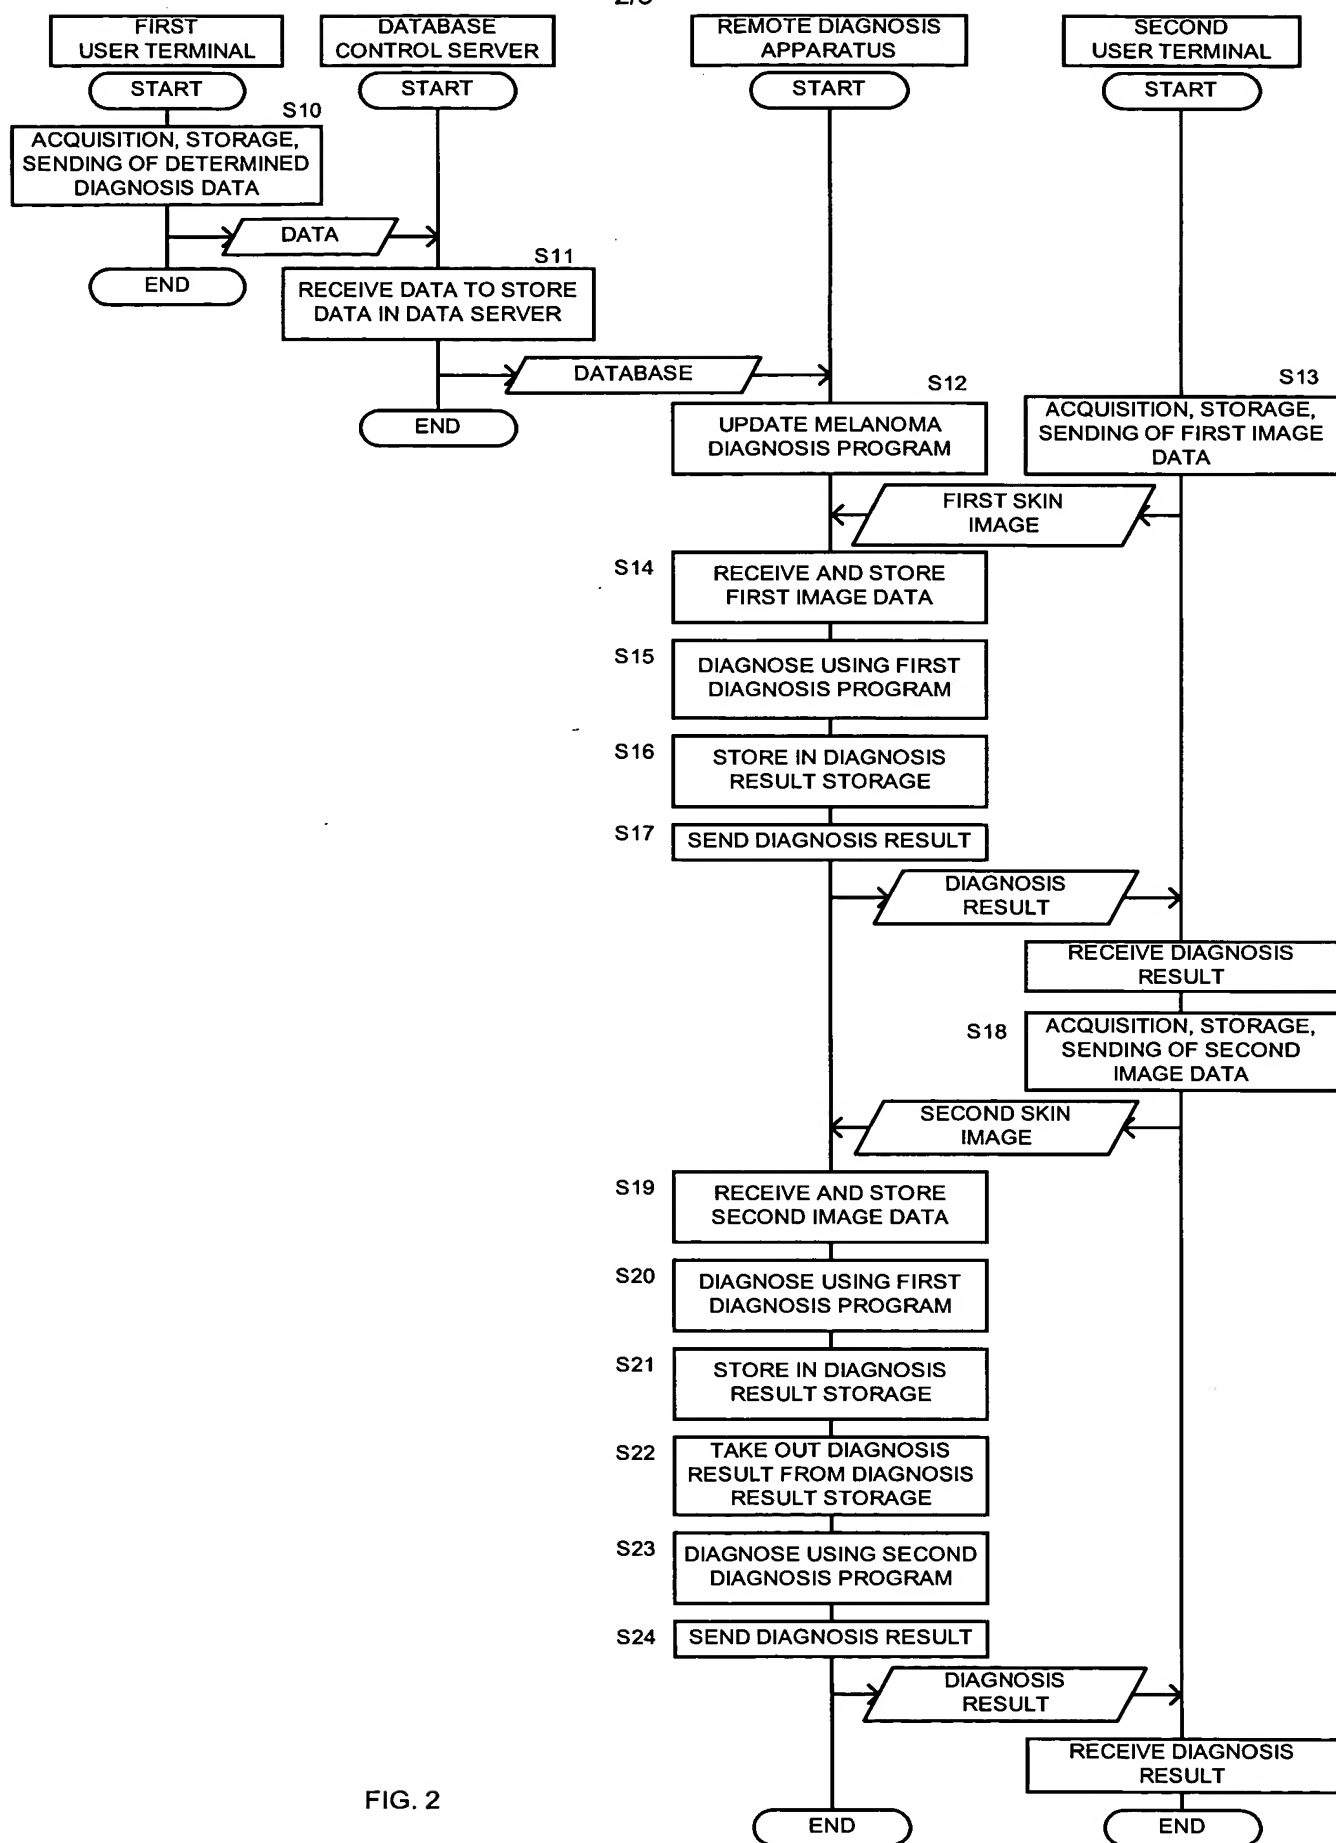 FIRST
USER TERMINAL
DATABASE
CONTROL SERVER
REMOTE DIAGNOSIS
APPARATUS
SECOND
USER TERMINAL
START
START
START
START
S10
ACQUISITION, STORAGE,
SENDING OF DETERMINED
DIAGNOSIS DATA
DATA
END
S11
RECEIVE DATA TO STORE
DATA IN DATA SERVER
DATABASE
END
S12
UPDATE MELANOMA
DIAGNOSIS PROGRAM
S13
ACQUISITION, STORAGE,
SENDING OF FIRST IMAGE
DATA
FIRST SKIN
IMAGE
S14
RECEIVE AND STORE
FIRST IMAGE DATA
S15
DIAGNOSE USING FIRST
DIAGNOSIS PROGRAM
S16
STORE IN DIAGNOSIS
RESULT STORAGE
S17
SEND DIAGNOSIS RESULT
DIAGNOSIS
RESULT
RECEIVE DIAGNOSIS
RESULT
S18
ACQUISITION, STORAGE,
SENDING OF SECOND
IMAGE DATA
SECOND SKIN
IMAGE
S19
RECEIVE AND STORE
SECOND IMAGE DATA
S20
DIAGNOSE USING FIRST
DIAGNOSIS PROGRAM
S21
STORE IN DIAGNOSIS
RESULT STORAGE
S22
TAKE OUT DIAGNOSIS
RESULT FROM DIAGNOSIS
RESULT STORAGE
S23
DIAGNOSE USING SECOND
DIAGNOSIS PROGRAM
S24
SEND DIAGNOSIS RESULT
DIAGNOSIS
RESULT
RECEIVE DIAGNOSIS
RESULT
FIG. 2
END
END